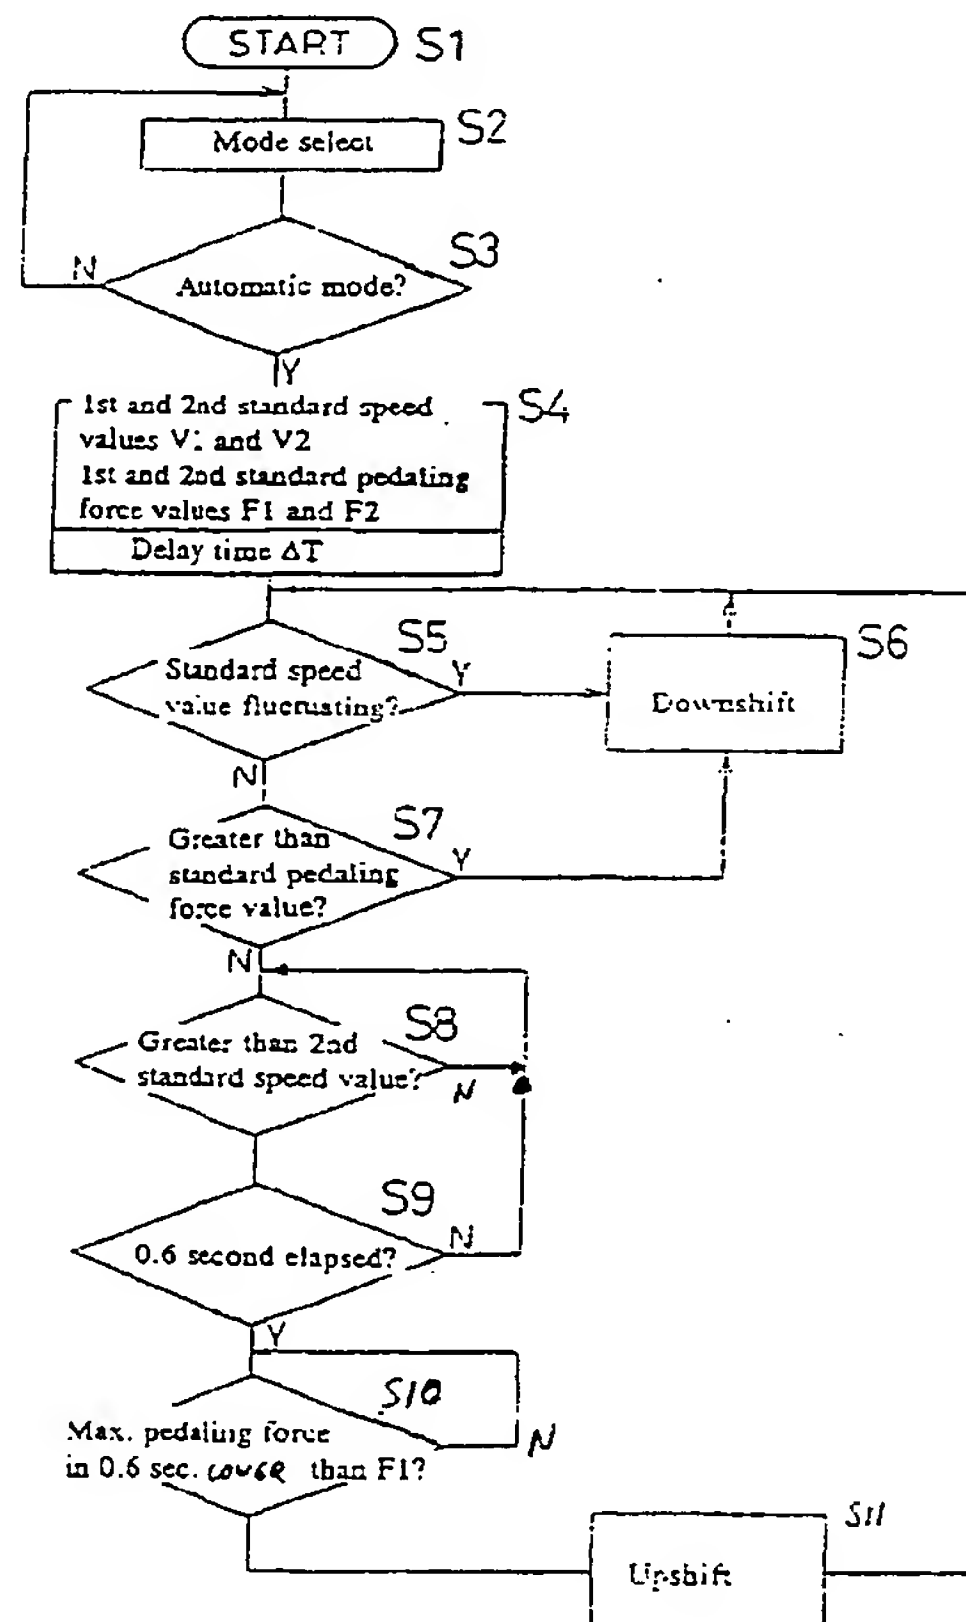 START S1
Mode select S2
S3
N Automatic mode?
Y
1st and 2nd standard speed S4
values V1 and V2
1st and 2nd standard pedaling
force values F1 and F2
Delay time ΔT
S5 S6
Standard speed Y
value fluctuating? Downshift
N
S7
Greater than Y
standard pedaling
force value?
N
S8
Greater than 2nd
standard speed value? N
S9
0.6 second elapsed? N
Y
S10
Max. pedaling force N
in 0.6 sec. LOWER than F1?
S11
Upshift